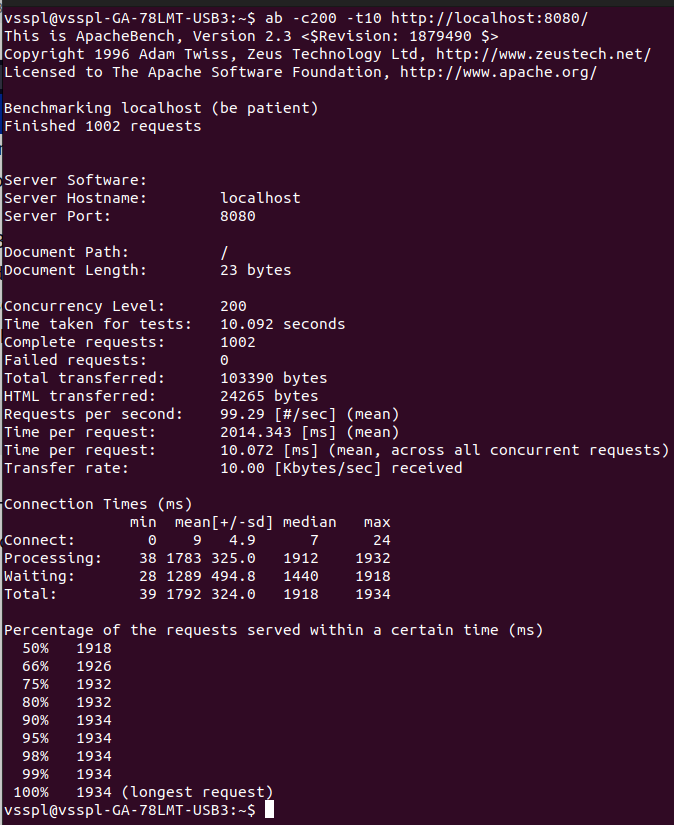 vsspl@vsspl-GA-78LMT-USB3:~$ ab -c200 -t10 http://localhost:8080/
This is ApacheBench, Version 2.3 <$Revision: 1879490 $>
Copyright 1996 Adam Twiss, Zeus Technology Ltd, http://www.zeustech.net/
Licensed to The Apache Software Foundation, http://www.apache.org/

Benchmarking localhost (be patient)
Finished 1002 requests


Server Software:
Server Hostname:        localhost
Server Port:            8080

Document Path:          /
Document Length:        23 bytes

Concurrency Level:      200
Time taken for tests:   10.092 seconds
Complete requests:      1002
Failed requests:        0
Total transferred:      103390 bytes
HTML transferred:       24265 bytes
Requests per second:    99.29 [#/sec] (mean)
Time per request:       2014.343 [ms] (mean)
Time per request:       10.072 [ms] (mean, across all concurrent requests)
Transfer rate:          10.00 [Kbytes/sec] received

Connection Times (ms)
              min  mean[+/-sd] median   max
Connect:        0    9   4.9      7      24
Processing:    38 1783 325.0   1912    1932
Waiting:       28 1289 494.8   1440    1918
Total:         39 1792 324.0   1918    1934

Percentage of the requests served within a certain time (ms)
  50%   1918
  66%   1926
  75%   1932
  80%   1932
  90%   1934
  95%   1934
  98%   1934
  99%   1934
 100%   1934 (longest request)
vsspl@vsspl-GA-78LMT-USB3:~$